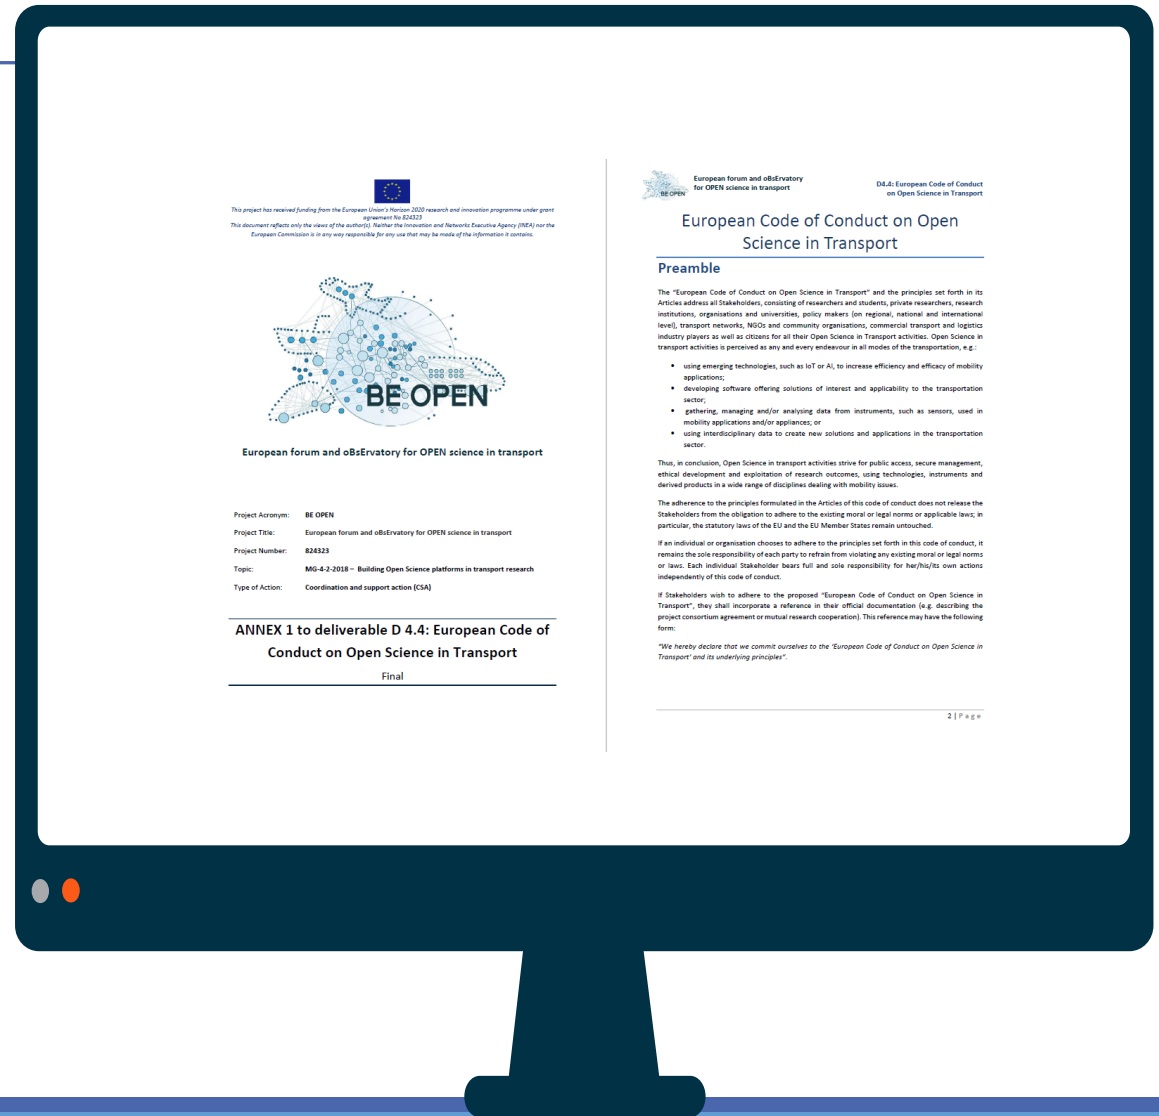 This project has received funding from the European Union's Horizon 2020 research and innovation programme under grant
agreement No 824323
This document reflects only the views of the author(s). Neither the Innovation and Networks Executive Agency (INEA) nor the
European Commission is in any way responsible for any use that may be made of the information it contains.
BE OPEN
European forum and oBsErvatory for OPEN science in transport
Project Acronym: BE OPEN
Project Title: European forum and oBsErvatory for OPEN science in transport
Project Number: 824323
Topic: MG-4-2-2018 – Building Open Science platforms in transport research
Type of Action: Coordination and support action (CSA)
ANNEX 1 to deliverable D 4.4: European Code of
Conduct on Open Science in Transport
Final
BE OPEN
European forum and oBsErvatory
for OPEN science in transport
D4.4: European Code of Conduct
on Open Science in Transport
European Code of Conduct on Open
Science in Transport
Preamble
The "European Code of Conduct on Open Science in Transport" and the principles set forth in its
Articles address all Stakeholders, consisting of researchers and students, private researchers, research
institutions, organisations and universities, policy makers (on regional, national and international
level), transport networks, NGOs and community organisations, commercial transport and logistics
industry players as well as citizens for all their Open Science in Transport activities. Open Science in
transport activities is perceived as any and every endeavour in all modes of the transportation, e.g.:
• using emerging technologies, such as IoT or AI, to increase efficiency and efficacy of mobility
applications;
• developing software offering solutions of interest and applicability to the transportation
sector;
• gathering, managing and/or analysing data from instruments, such as sensors, used in
mobility applications and/or appliances; or
• using interdisciplinary data to create new solutions and applications in the transportation
sector.
Thus, in conclusion, Open Science in transport activities strive for public access, secure management,
ethical development and exploitation of research outcomes, using technologies, instruments and
derived products in a wide range of disciplines dealing with mobility issues.
The adherence to the principles formulated in the Articles of this code of conduct does not release the
Stakeholders from the obligation to adhere to the existing moral or legal norms or applicable laws; in
particular, the statutory laws of the EU and the EU Member States remain untouched.
If an individual or organisation chooses to adhere to the principles set forth in this code of conduct, it
remains the sole responsibility of each party to refrain from violating any existing moral or legal norms
or laws. Each individual Stakeholder bears full and sole responsibility for her/his/its own actions
independently of this code of conduct.
If Stakeholders wish to adhere to the proposed "European Code of Conduct on Open Science in
Transport", they shall incorporate a reference in their official documentation (e.g. describing the
project consortium agreement or mutual research cooperation). This reference may have the following
form:
"We hereby declare that we commit ourselves to the 'European Code of Conduct on Open Science in
Transport' and its underlying principles".
2 | Page